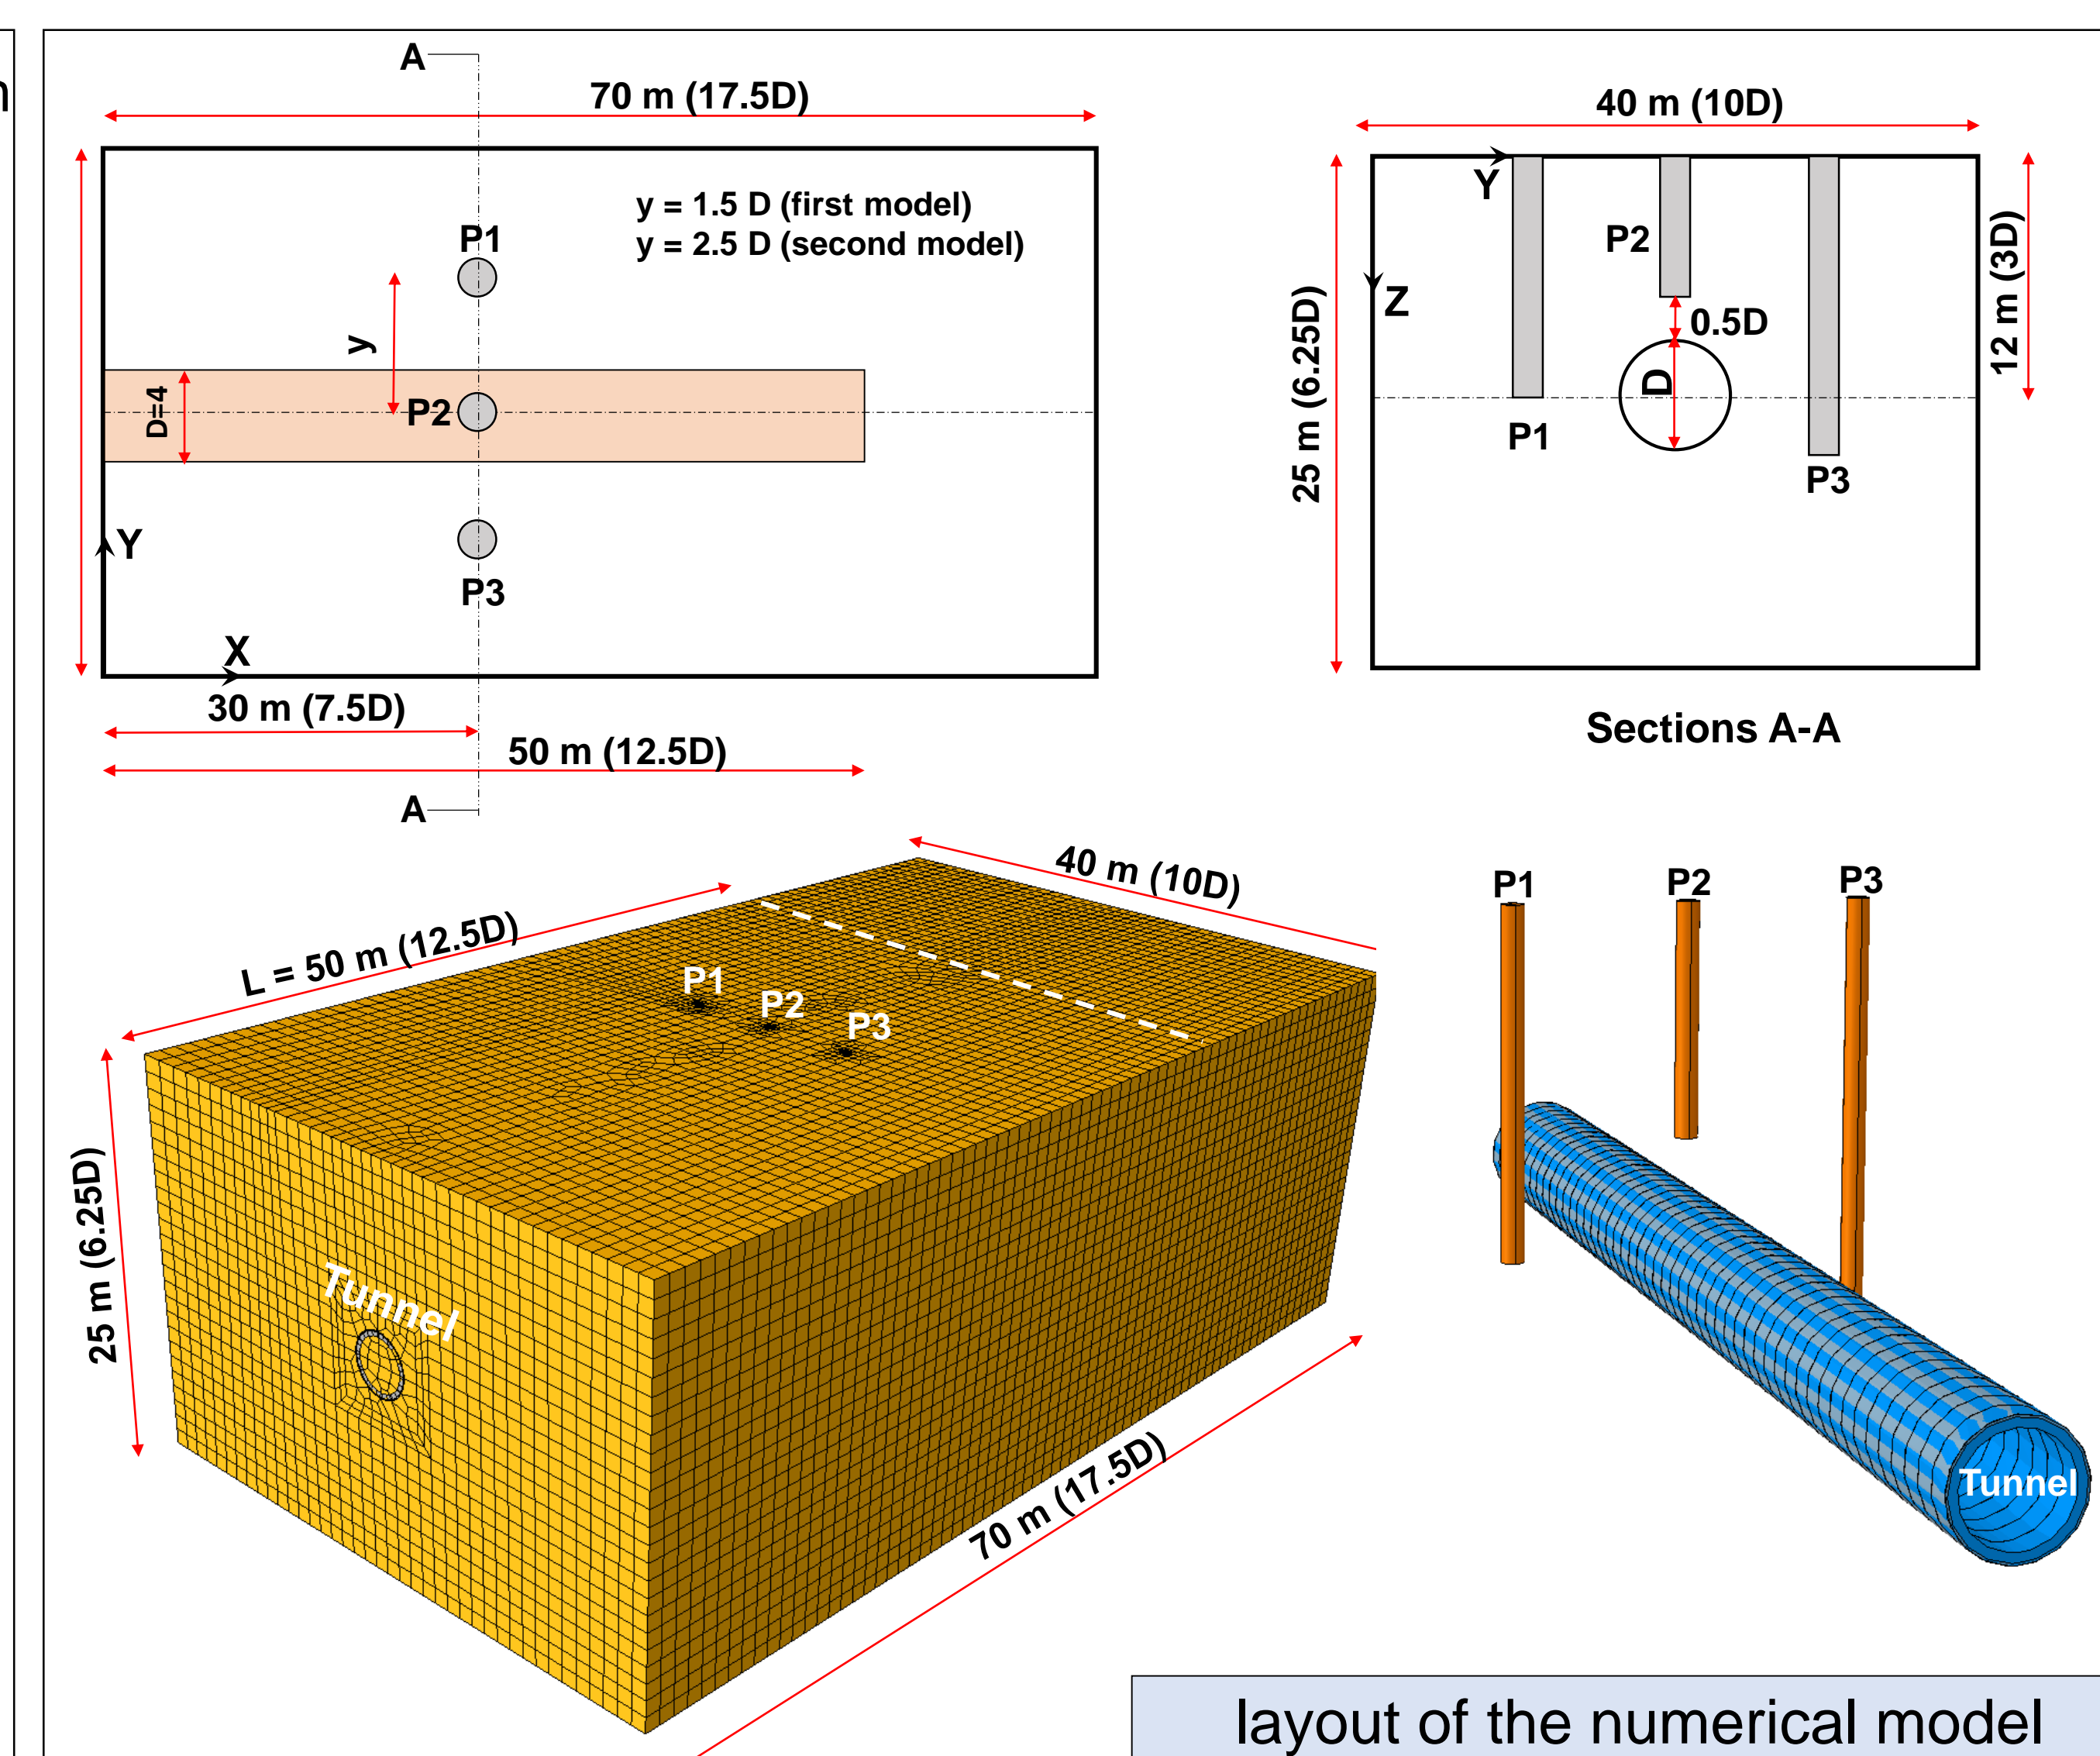 A
70 m (17.5D)
y = 1.5 D (first model)
y = 2.5 D (second model)
P1
y
P2
D=4
P3
Y
X
30 m (7.5D)
50 m (12.5D)
A
40 m (10D)
Y
Z
P2
0.5D
D
P1
P3
25 m (6.25D)
12 m (3D)
Sections A-A
40 m (10D)
L = 50 m (12.5D)
P1
P2
P3
25 m (6.25D)
Tunnel
70 m (17.5D)
P1
P2
P3
Tunnel
layout of the numerical model